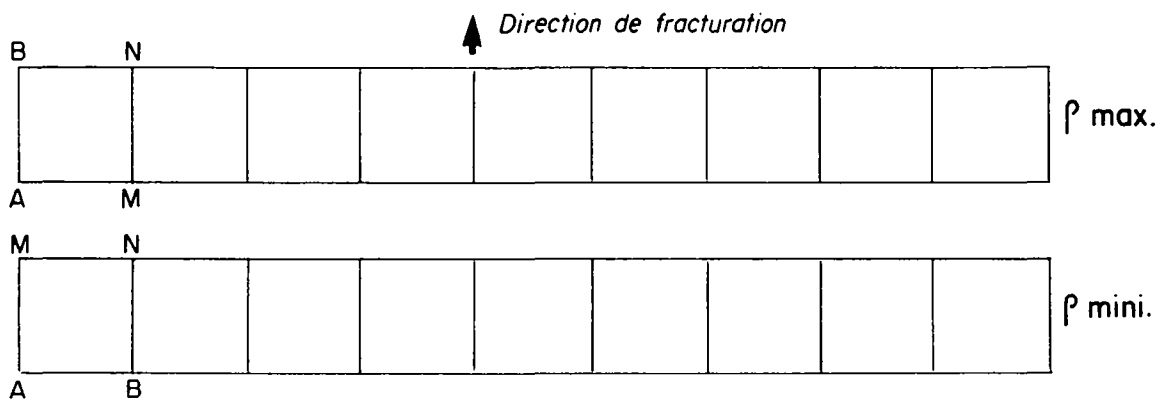 Direction de fracturation
B N
ρ max.
A M
M N
ρ mini.
A B